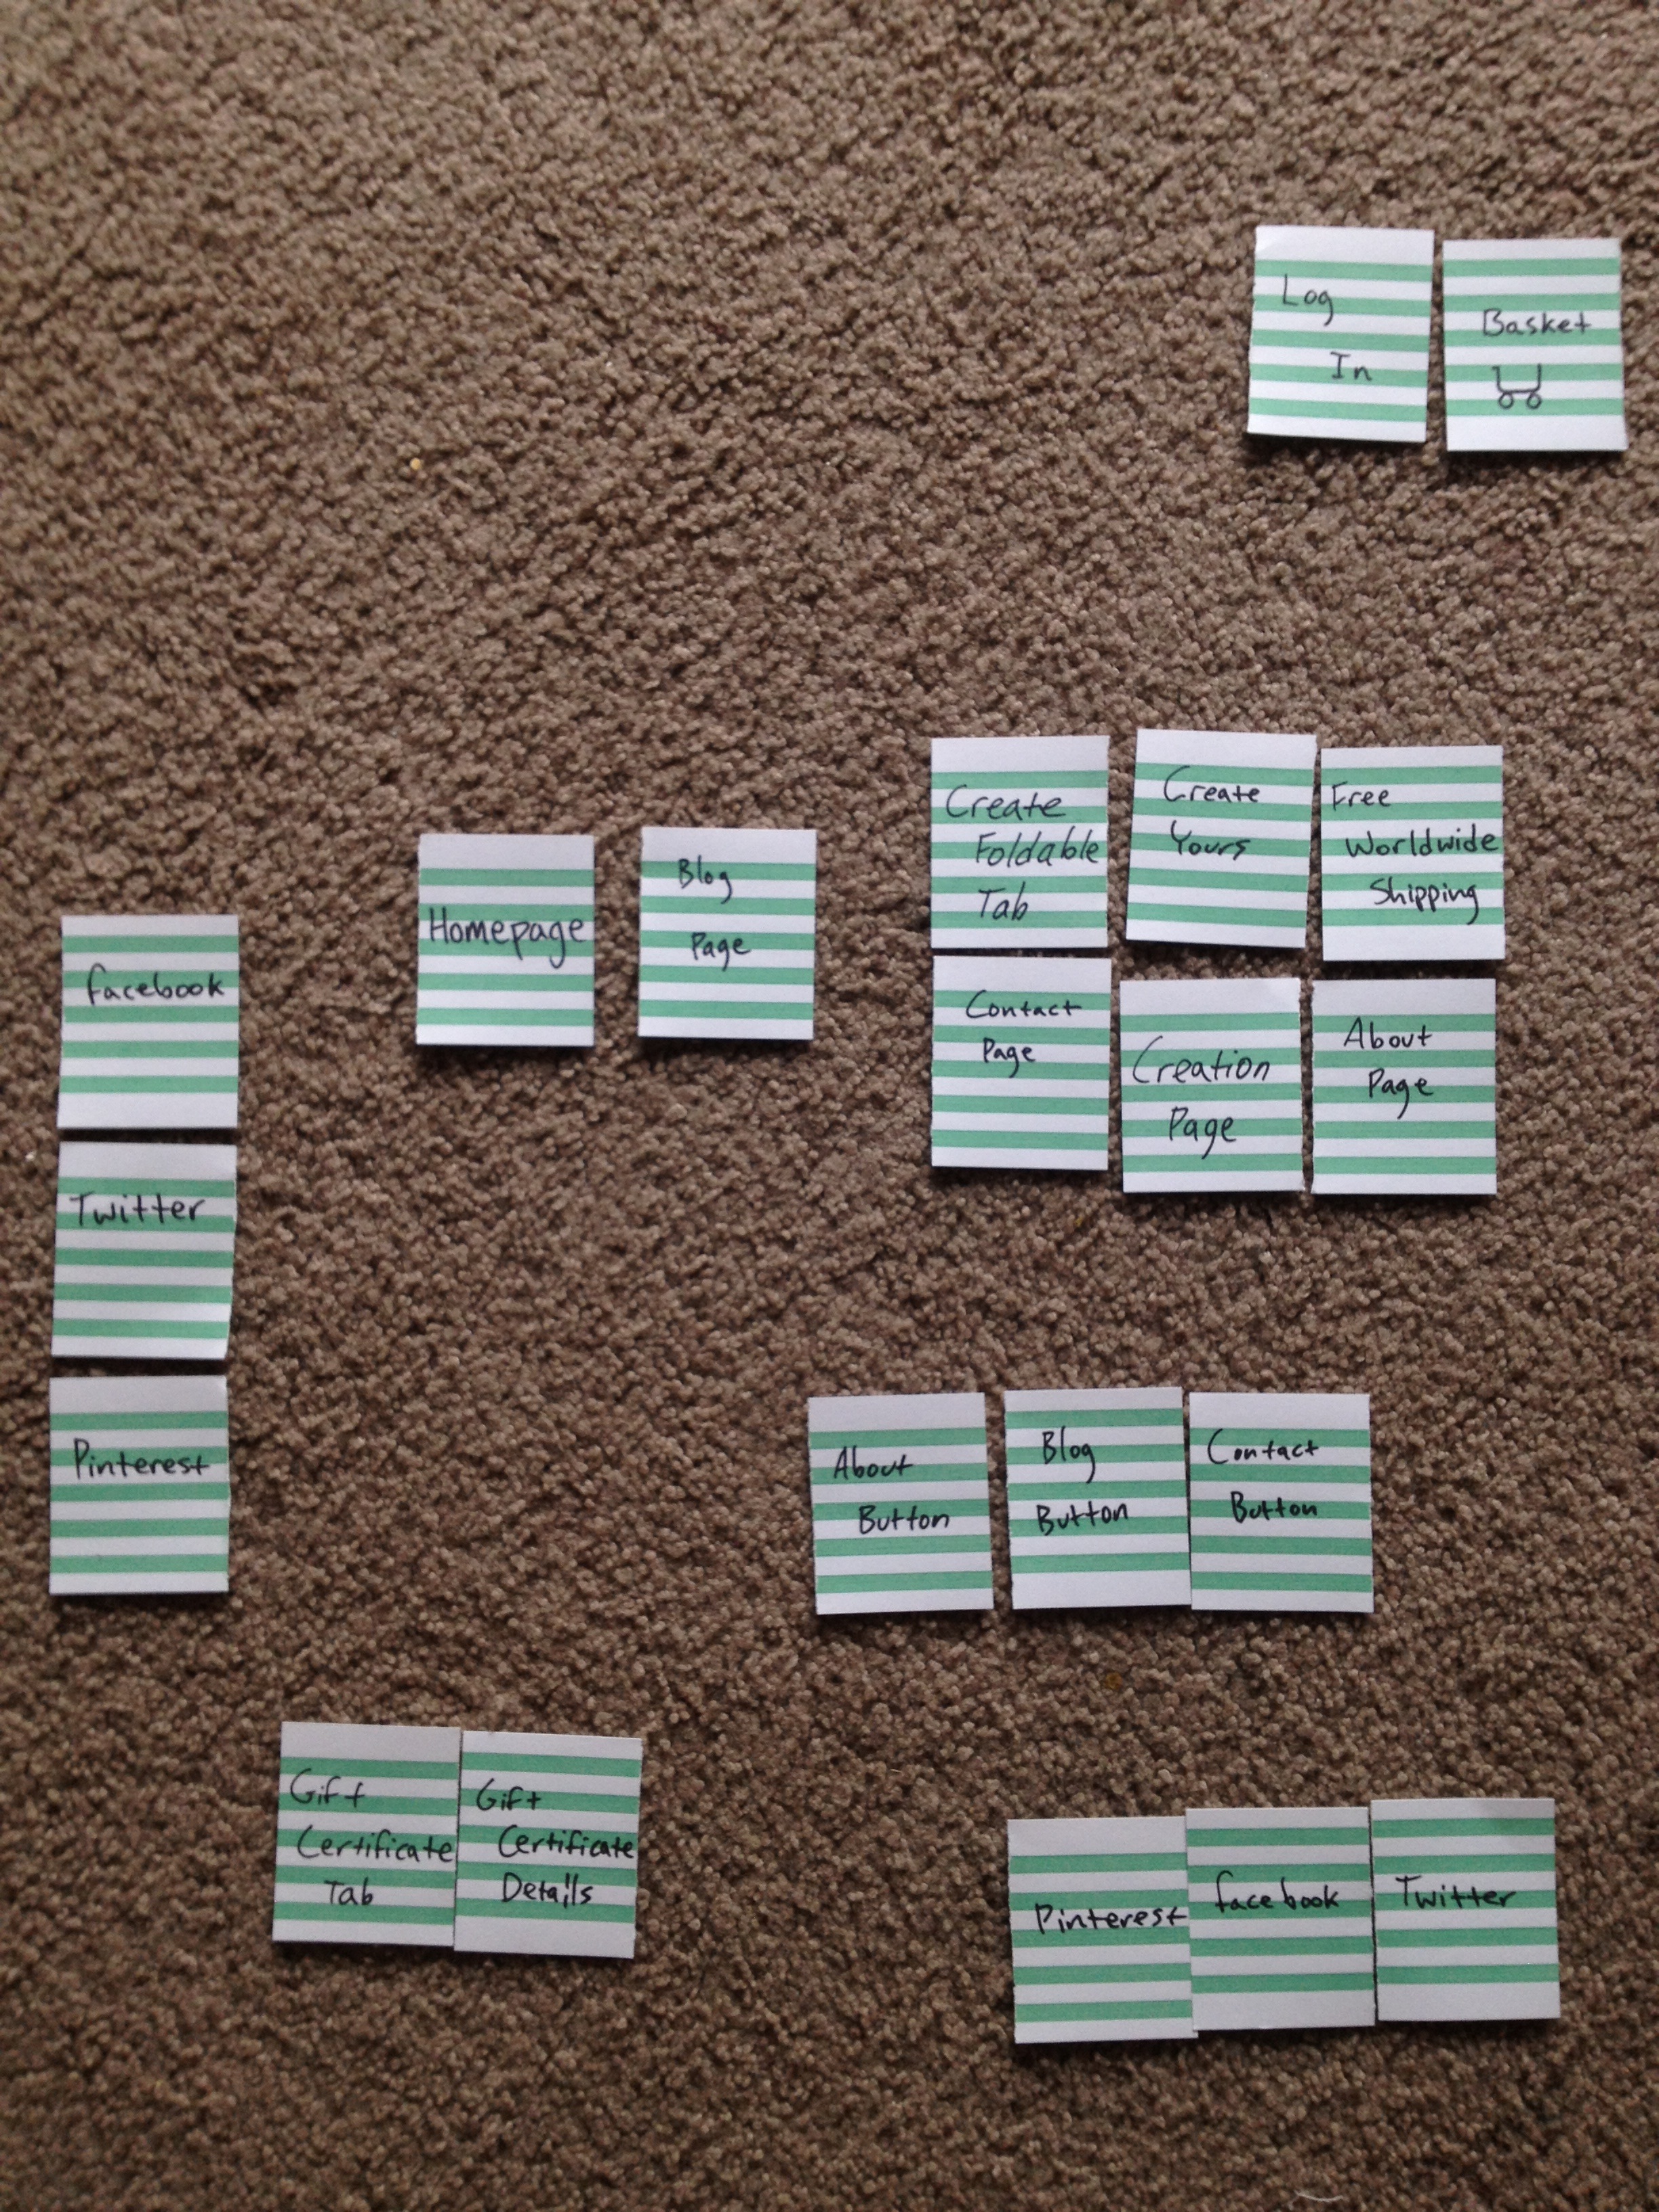 Log
In
Basket
Create
Foldable
Tab
Create
Yours
Free
Worldwide
Shipping
Homepage
Blog
Page
Contact
Page
Creation
Page
About
Page
facebook
Twitter
Pinterest
About
Button
Blog
Button
Contact
Button
Gift
Certificate
Tab
Gift
Certificate
Details
Pinterest
facebook
Twitter